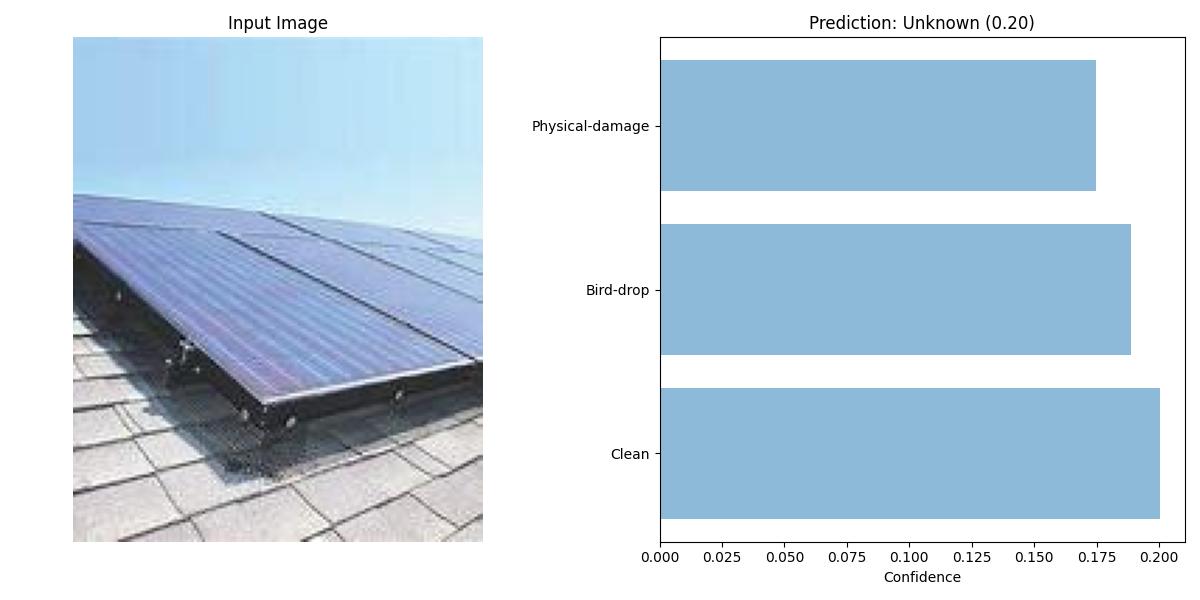 Input Image
Prediction: Unknown (0.20)
Physical-damage
Bird-drop
Clean
0.000 0.025 0.050 0.075 0.100 0.125 0.150 0.175 0.200
Confidence